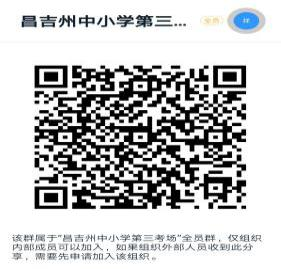 昌吉州中小学第三... 全员 群
该群属于“昌吉州中小学第三考场”全员群，仅组织
内部成员可以加入，如果组织外部人员收到此分
享，需要先申请加入该组织。